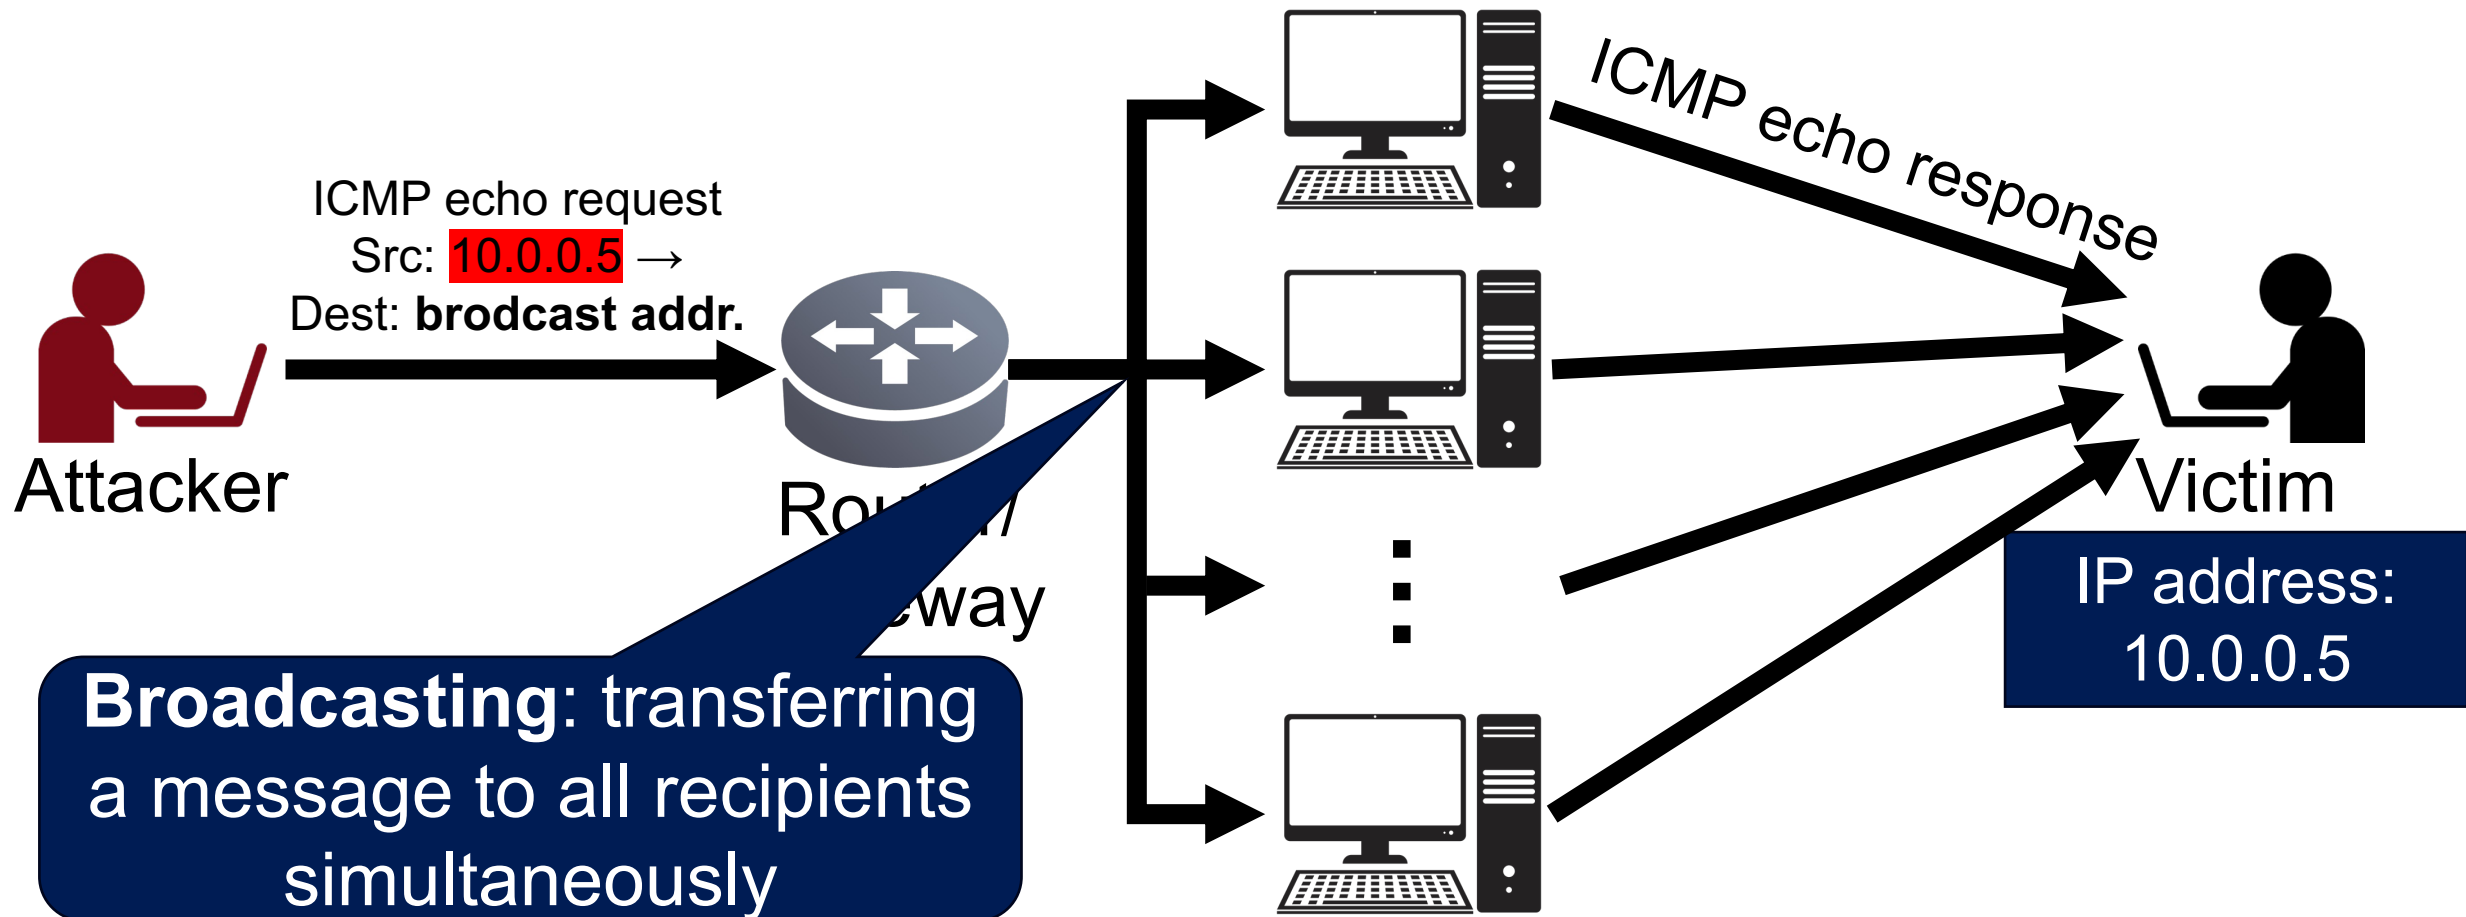 ICMP echo request
Src: 10.0.0.5 →
Dest: brodcast addr.
ICMP echo response
Attacker
Victim
IP address:
10.0.0.5
Broadcasting: transferring
a message to all recipients
simultaneously